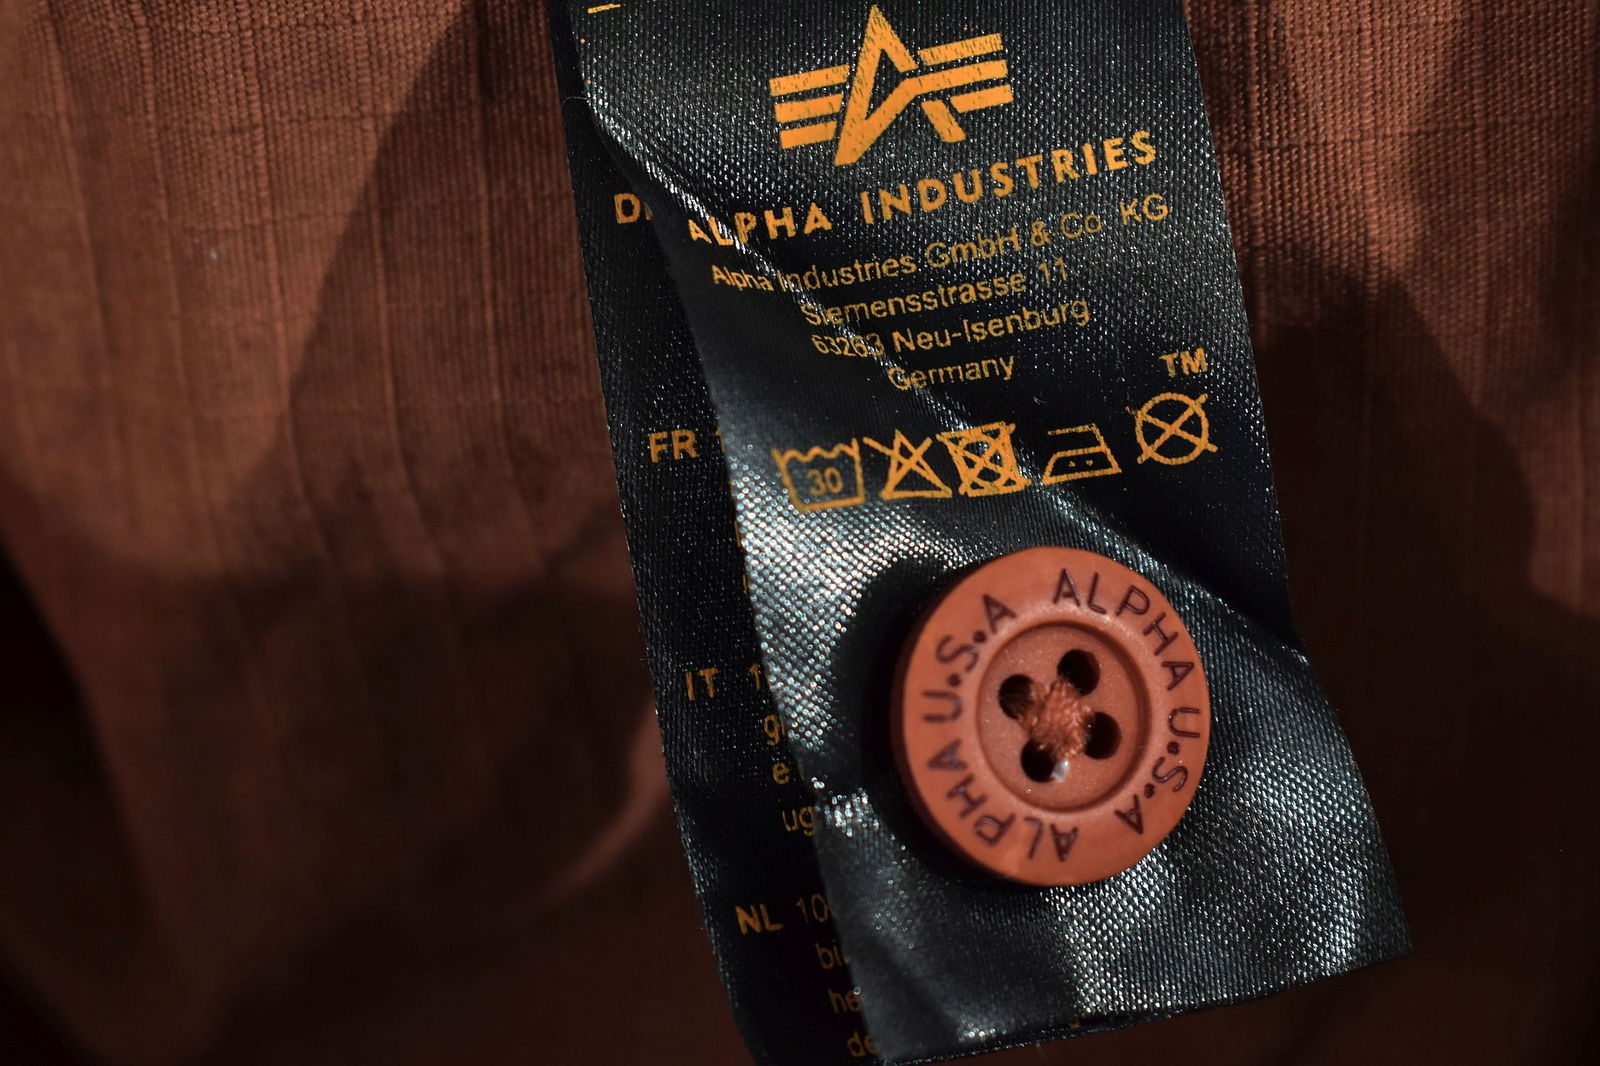 ALPHA INDUSTRIES
Alpha Industries GmbH & Co. KG
Siemensstrasse 11
63263 Neu-Isenburg
Germany
TM
30
FR
IT
NL
ALPHA U.S.A ALPHA U.S.A